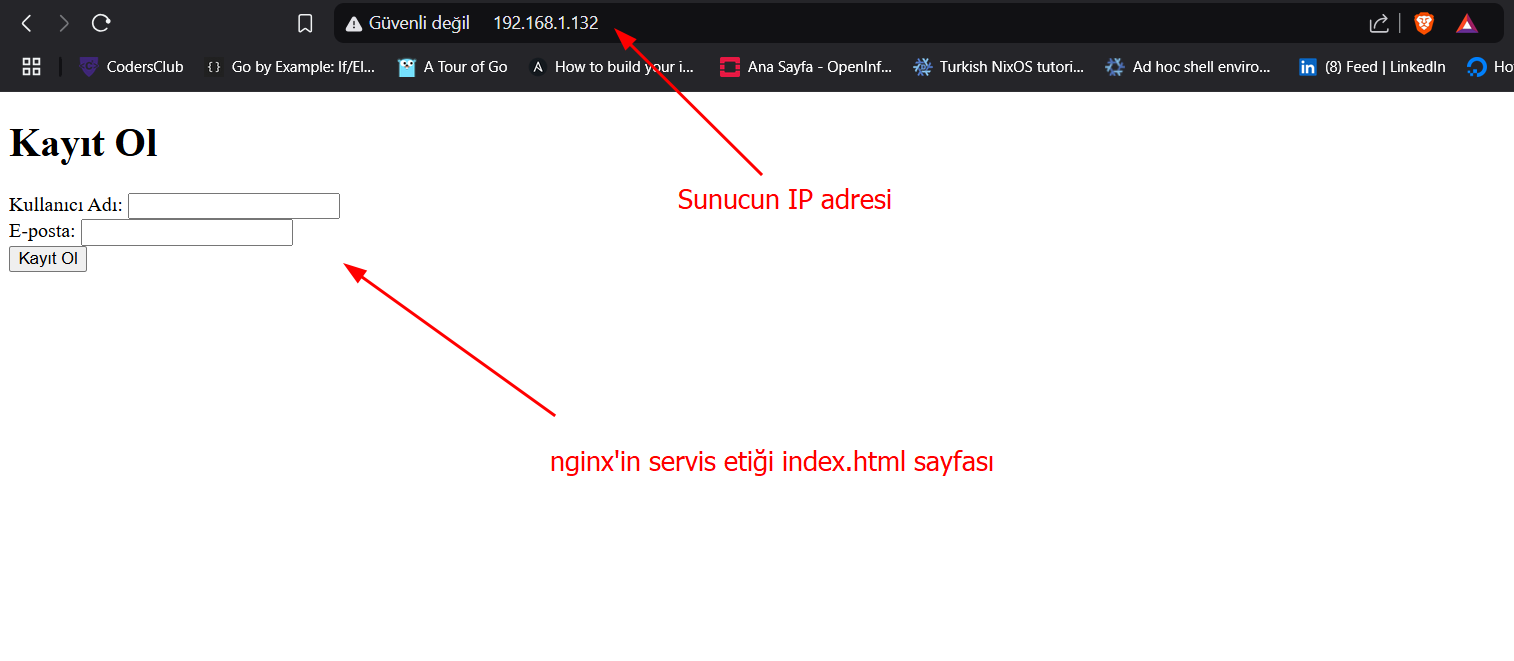 Güvenli değil 192.168.1.132
CodersClub {} Go by Example: If/El... A Tour of Go A How to build your i... Ana Sayfa - OpenInf... Turkish NixOS tutori... Ad hoc shell enviro... in (8) Feed | LinkedIn Ho
Kayıt Ol
Sunucun IP adresi
Kullanıcı Adı:
E-posta:
Kayıt Ol
nginx'in servis etiği index.html sayfası